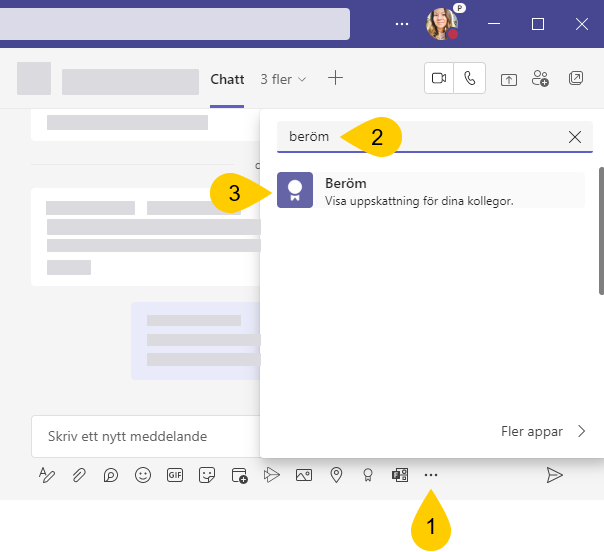 P
Chatt
3 fler
beröm
2
3
Beröm
Visa uppskattning för dina kollegor.
Fler appar
Skriv ett nytt meddelande
GIF
1